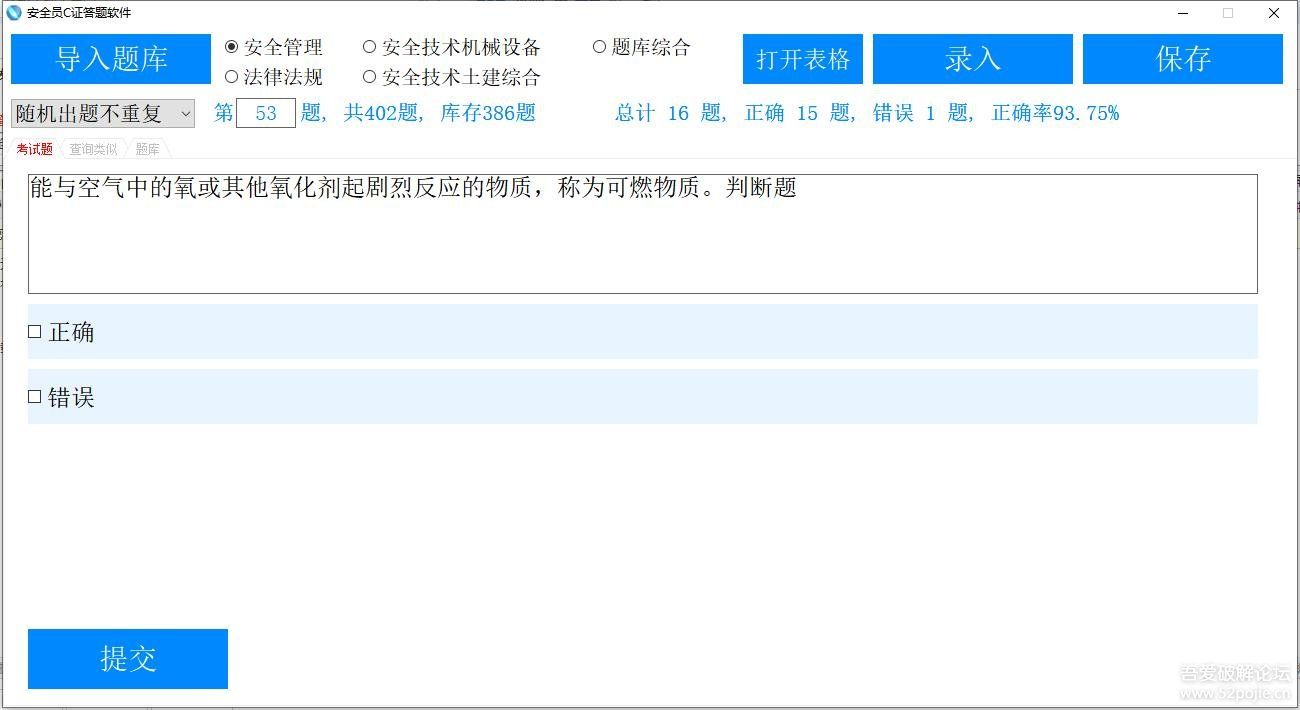 安全员C证答题软件
导入题库
安全管理 安全技术机械设备 题库综合
法律法规 安全技术土建综合
打开表格 录入 保存
随机出题不重复 第 53 题, 共402题, 库存386题 总计 16 题, 正确 15 题, 错误 1 题, 正确率93.75%
考试题 查询类似 题库
能与空气中的氧或其他氧化剂起剧烈反应的物质，称为可燃物质。判断题
正确
错误
提交
吾爱破解论坛
www.52pojie.cn